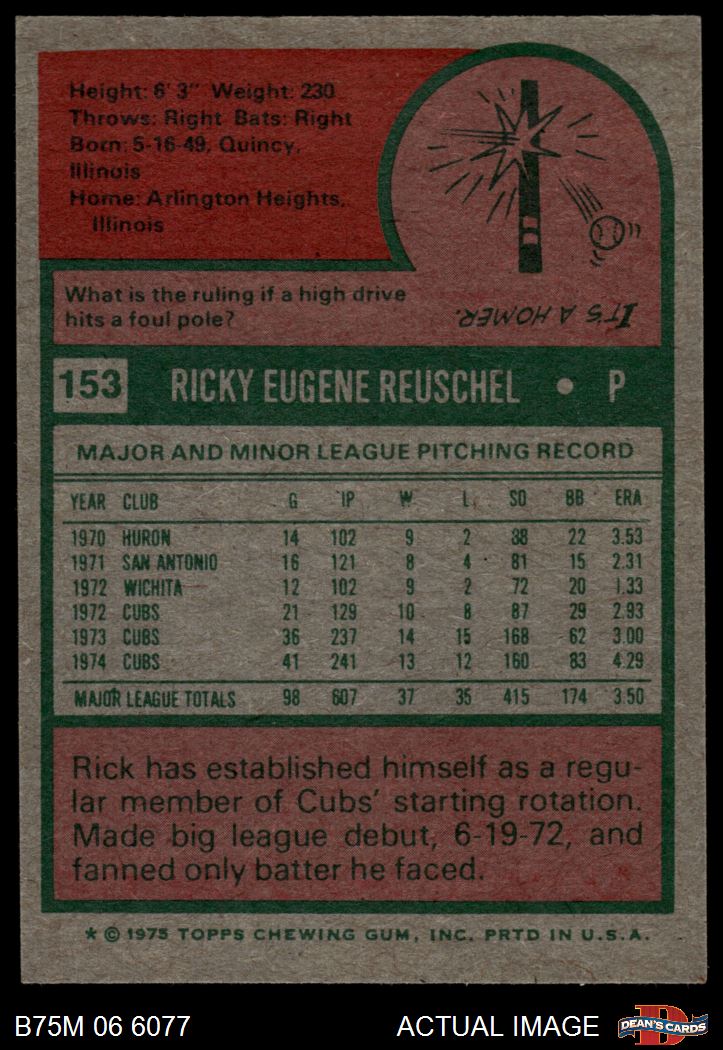 Height: 6' 3" Weight: 230
Throws: Right Bats: Right
Born: 5-16-49, Quincy,
Illinois
Home: Arlington Heights,
Illinois
What is the ruling if a high drive
hits a foul pole?
IT'S A HOMER.
153 RICKY EUGENE REUSCHEL • P
MAJOR AND MINOR LEAGUE PITCHING RECORD
YEAR CLUB G IP W L SO BB ERA
1970 HURON 14 102 9 2 88 22 3.53
1971 SAN ANTONIO 16 121 8 4 81 15 2.31
1972 WICHITA 12 102 9 2 72 20 1.33
1972 CUBS 21 129 10 8 87 29 2.93
1973 CUBS 36 237 14 15 168 62 3.00
1974 CUBS 41 241 13 12 160 83 4.29
MAJOR LEAGUE TOTALS 98 607 37 35 415 174 3.50
Rick has established himself as a regu-
lar member of Cubs' starting rotation.
Made big league debut, 6-19-72, and
fanned only batter he faced.
* © 1975 TOPPS CHEWING GUM, INC. PRTD IN U.S.A.
B75M 06 6077 ACTUAL IMAGE D DEAN'S CARDS